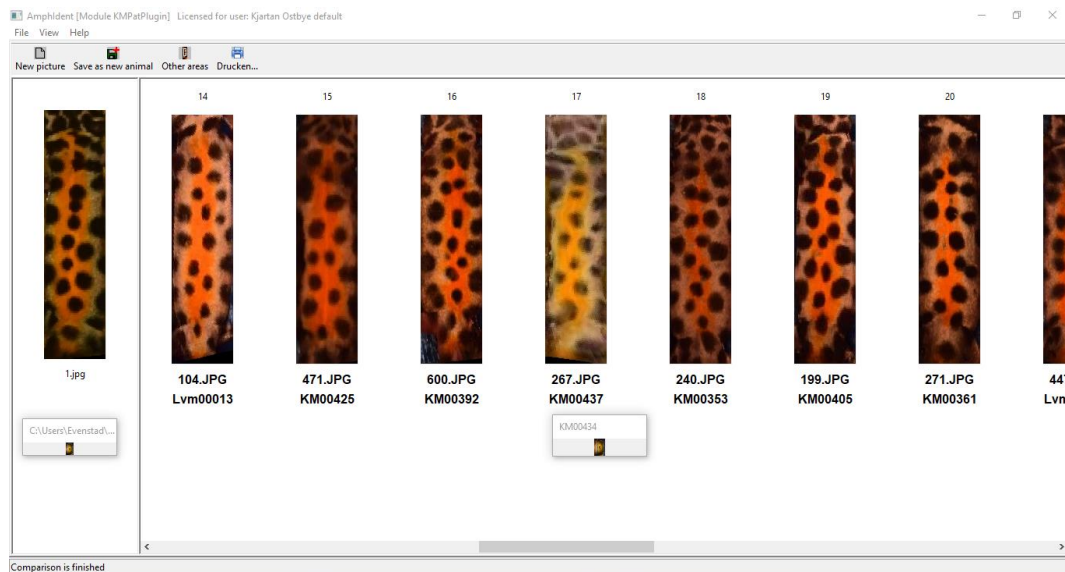 AmphIdent [Module KMPatPlugin] Licensed for user: Kjartan Ostbye default
File View Help
New picture Save as new animal Other areas Drucken...
14 15 16 17 18 19 20
1.jpg
104.JPG 471.JPG 600.JPG 267.JPG 240.JPG 199.JPG 271.JPG 447
Lvm00013 KM00425 KM00392 KM00437 KM00353 KM00405 KM00361 Lvm
C:\Users\Evenstad\...
KM00434
Comparison is finished